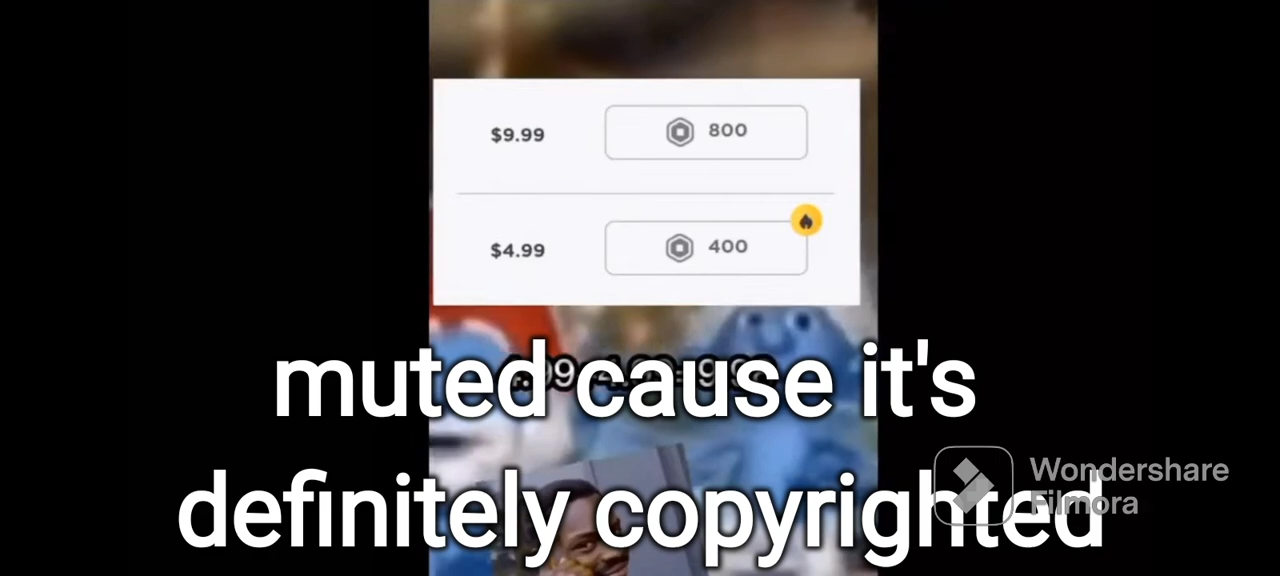 $9.99 800
$4.99 400
muted cause it's
definitely copyrighted
Wondershare
Filmora